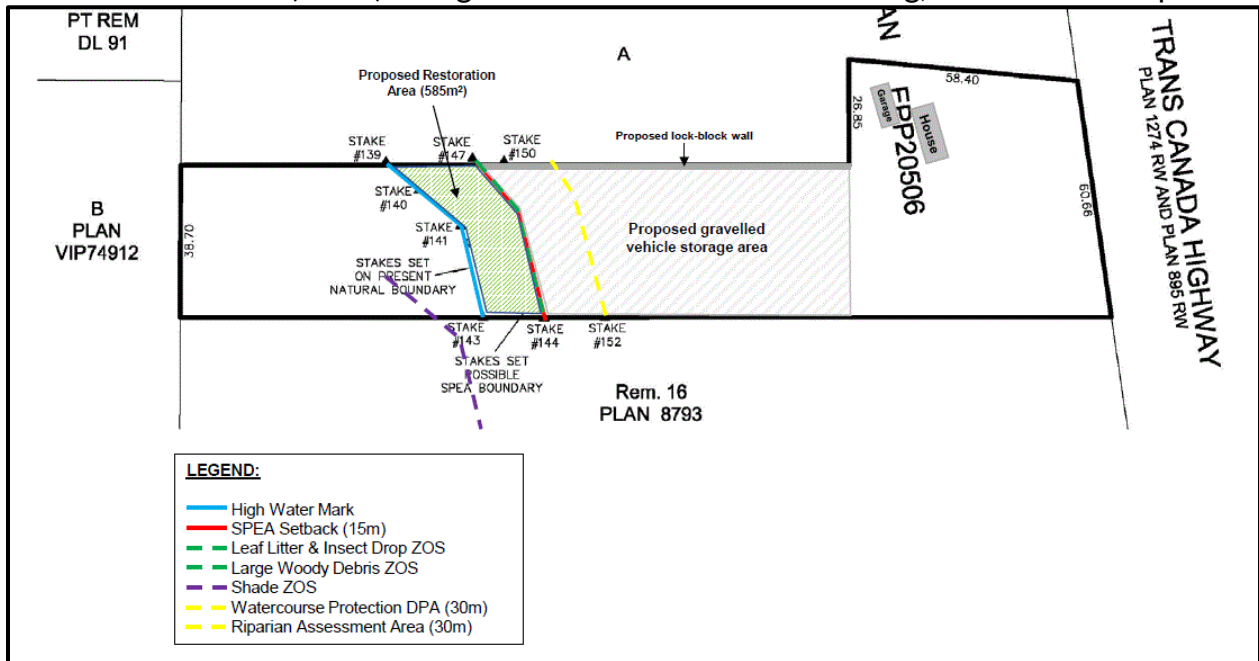 PT REM
DL 91
A
AN
TRANS CANADA HIGHWAY
PLAN 1274 RW AND PLAN 895 RW
58.40
Proposed Restoration
Area (585m²)
26.85
Garage
House
EPP20506
STAKE
#139
STAKE
#147
STAKE
#150
Proposed lock-block wall
60.66
STAKE
#140
B
PLAN
VIP74912
38.70
STAKE
#141
Proposed gravelled
vehicle storage area
STAKES SET
ON PRESENT
NATURAL BOUNDARY
STAKE
#143
STAKE
#144
STAKE
#152
STAKES SET
POSSIBLE
SPEA BOUNDARY
Rem. 16
PLAN 8793
LEGEND:
High Water Mark
SPEA Setback (15m)
Leaf Litter & Insect Drop ZOS
Large Woody Debris ZOS
Shade ZOS
Watercourse Protection DPA (30m)
Riparian Assessment Area (30m)